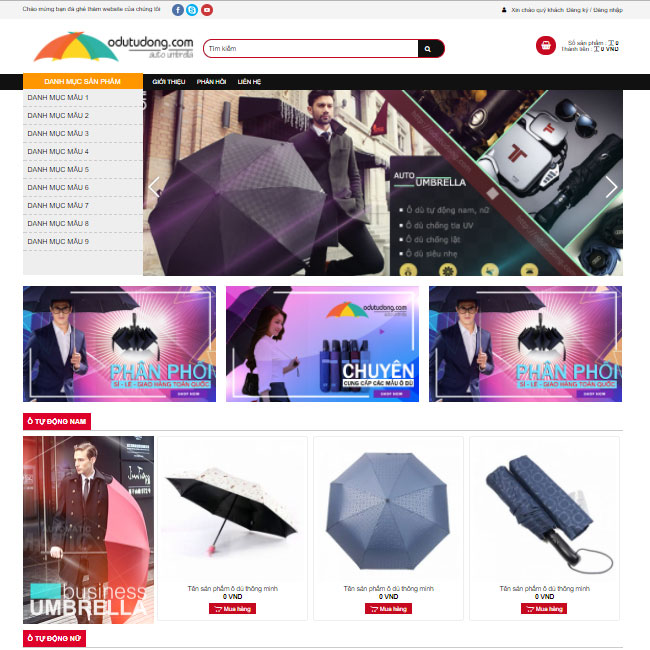 Chào mừng bạn đã ghé thăm website của chúng tôi
Xin chào quý khách Đăng ký / Đăng nhập
odutudong.com
auto umbrella
Tìm kiếm
Số sản phẩm : 0
Thành tiền : 0 VND
DANH MỤC SẢN PHẨM
GIỚI THIỆU
PHẢN HỒI
LIÊN HỆ
DANH MỤC MẪU 1
DANH MỤC MẪU 2
DANH MỤC MẪU 3
DANH MỤC MẪU 4
DANH MỤC MẪU 5
DANH MỤC MẪU 6
DANH MỤC MẪU 7
DANH MỤC MẪU 8
DANH MỤC MẪU 9
AUTO
UMBRELLA
Ô dù tự động nam, nữ
Ô dù chống tia UV
Ô dù chống lật
Ô dù siêu nhẹ
PHÂN PHỐI
SỈ - LẺ - GIAO HÀNG TOÀN QUỐC
SHOP NOW
odutudong.com
CHUYÊN
CUNG CẤP CÁC MẪU Ô DÙ
SHOP NOW
PHÂN PHỐI
SỈ - LẺ - GIAO HÀNG TOÀN QUỐC
SHOP NOW
Ô TỰ ĐỘNG NAM
business
UMBRELLA
Tên sản phẩm ô dù thông minh
0 VND
Mua hàng
Tên sản phẩm ô dù thông minh
0 VND
Mua hàng
Tên sản phẩm ô dù thông minh
0 VND
Mua hàng
Ô TỰ ĐỘNG NỮ